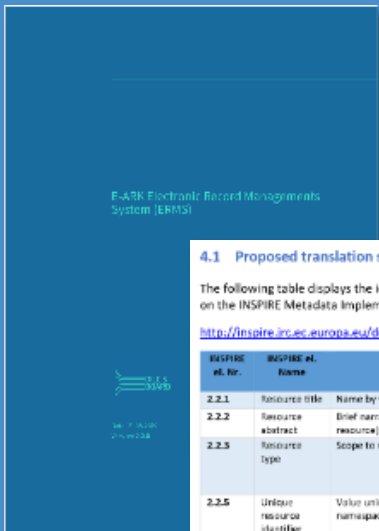 E-ARK Electronic Record Managements
System (ERMS)
4.1 Proposed translation s
The following table displays the i
on the INSPIRE Metadata Implem
http://inspire.jrc.ec.europa.eu/d
INSPIRE el. Nr. INSPIRE el. Name
2.2.1 Resource title Name by
2.2.2 Resource abstract Brief narr resource)
2.2.3 Resource type Scope to
2.2.5 Unique resource identifier Value uni namespac